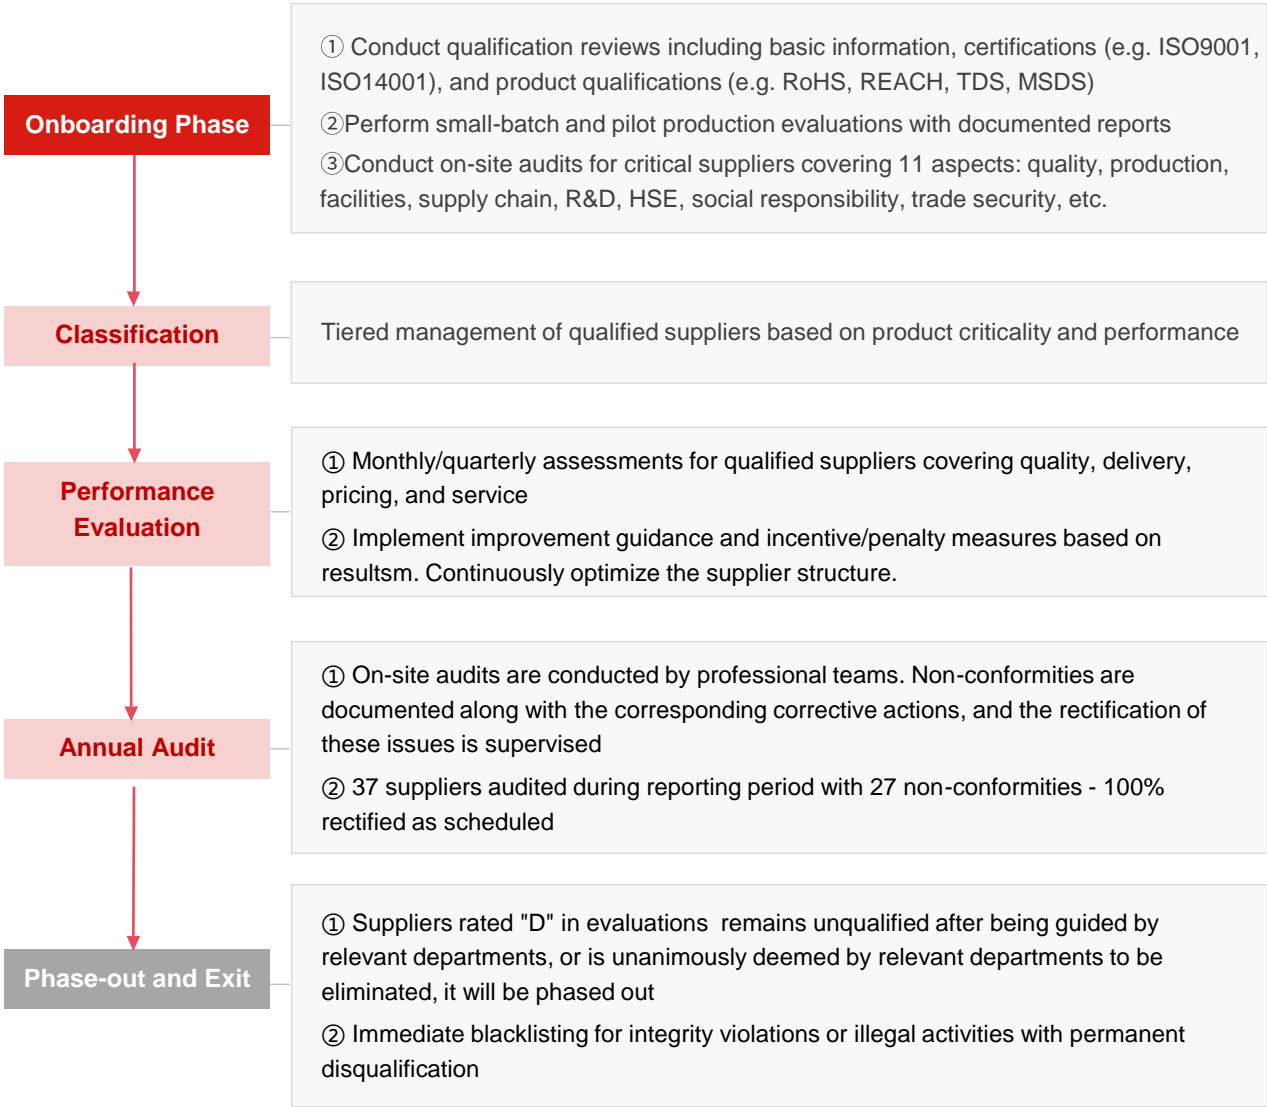 Onboarding Phase
① Conduct qualification reviews including basic information, certifications (e.g. ISO9001,
ISO14001), and product qualifications (e.g. RoHS, REACH, TDS, MSDS)
②Perform small-batch and pilot production evaluations with documented reports
③Conduct on-site audits for critical suppliers covering 11 aspects: quality, production,
facilities, supply chain, R&D, HSE, social responsibility, trade security, etc.
Classification
Tiered management of qualified suppliers based on product criticality and performance
Performance
Evaluation
① Monthly/quarterly assessments for qualified suppliers covering quality, delivery,
pricing, and service
② Implement improvement guidance and incentive/penalty measures based on
resultsm. Continuously optimize the supplier structure.
Annual Audit
① On-site audits are conducted by professional teams. Non-conformities are
documented along with the corresponding corrective actions, and the rectification of
these issues is supervised
② 37 suppliers audited during reporting period with 27 non-conformities - 100%
rectified as scheduled
Phase-out and Exit
① Suppliers rated "D" in evaluations  remains unqualified after being guided by
relevant departments, or is unanimously deemed by relevant departments to be
eliminated, it will be phased out
② Immediate blacklisting for integrity violations or illegal activities with permanent
disqualification